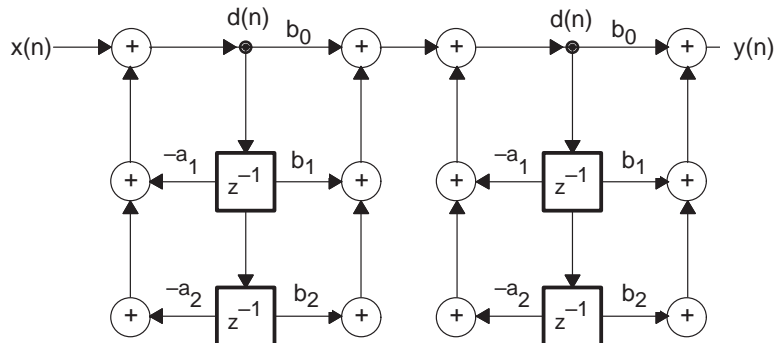 d(n) b₀ d(n) b₀
x(n) + + + + y(n)
–a₁ b₁ –a₁ b₁
+ z⁻¹ + + z⁻¹ +
–a₂ b₂ –a₂ b₂
+ z⁻¹ + + z⁻¹ +